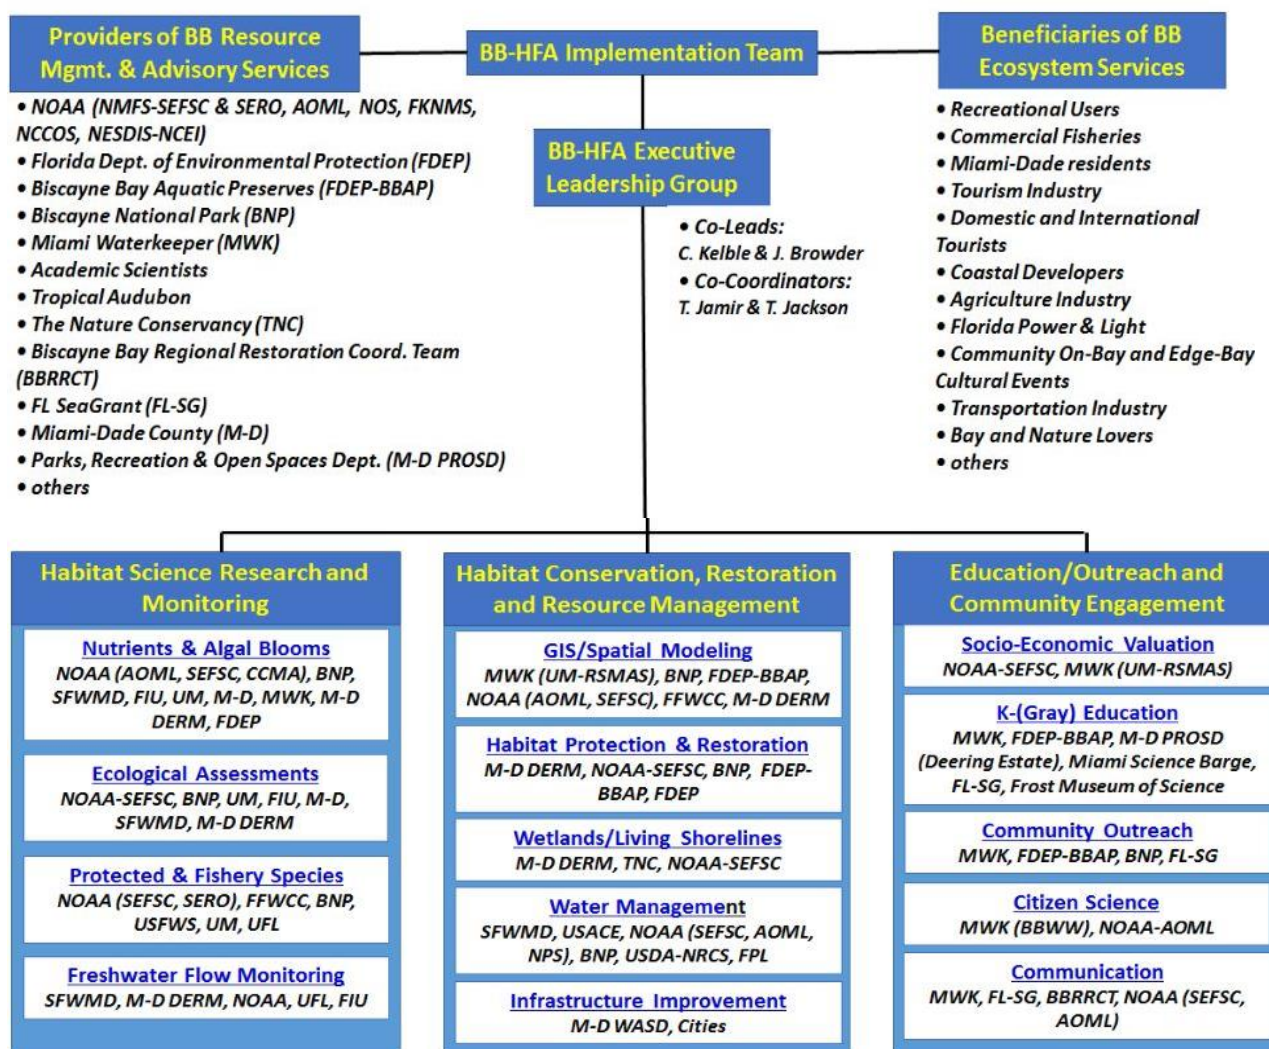 Providers of BB Resource
Mgmt. & Advisory Services
• NOAA (NMFS-SEFSC & SERO, AOML, NOS, FKNMS,
NCCOS, NESDIS-NCEI)
• Florida Dept. of Environmental Protection (FDEP)
• Biscayne Bay Aquatic Preserves (FDEP-BBAP)
• Biscayne National Park (BNP)
• Miami Waterkeeper (MWK)
• Academic Scientists
• Tropical Audubon
• The Nature Conservancy (TNC)
• Biscayne Bay Regional Restoration Coord. Team
(BBRRCT)
• FL SeaGrant (FL-SG)
• Miami-Dade County (M-D)
• Parks, Recreation & Open Spaces Dept. (M-D PROSD)
• others
BB-HFA Implementation Team
BB-HFA Executive
Leadership Group
• Co-Leads:
C. Kelble & J. Browder
• Co-Coordinators:
T. Jamir & T. Jackson
Beneficiaries of BB
Ecosystem Services
• Recreational Users
• Commercial Fisheries
• Miami-Dade residents
• Tourism Industry
• Domestic and International
Tourists
• Coastal Developers
• Agriculture Industry
• Florida Power & Light
• Community On-Bay and Edge-Bay
Cultural Events
• Transportation Industry
• Bay and Nature Lovers
• others
Habitat Science Research and
Monitoring
Nutrients & Algal Blooms
NOAA (AOML, SEFSC, CCMA), BNP,
SFWMD, FIU, UM, M-D, MWK, M-D
DERM, FDEP
Ecological Assessments
NOAA-SEFSC, BNP, UM, FIU, M-D,
SFWMD, M-D DERM
Protected & Fishery Species
NOAA (SEFSC, SERO), FFWCC, BNP,
USFWS, UM, UFL
Freshwater Flow Monitoring
SFWMD, M-D DERM, NOAA, UFL, FIU
Habitat Conservation, Restoration
and Resource Management
GIS/Spatial Modeling
MWK (UM-RSMAS), BNP, FDEP-BBAP,
NOAA (AOML, SEFSC), FFWCC, M-D DERM
Habitat Protection & Restoration
M-D DERM, NOAA-SEFSC, BNP, FDEP-
BBAP, FDEP
Wetlands/Living Shorelines
M-D DERM, TNC, NOAA-SEFSC
Water Management
SFWMD, USACE, NOAA (SEFSC, AOML,
NPS), BNP, USDA-NRCS, FPL
Infrastructure Improvement
M-D WASD, Cities
Education/Outreach and
Community Engagement
Socio-Economic Valuation
NOAA-SEFSC, MWK (UM-RSMAS)
K-(Gray) Education
MWK, FDEP-BBAP, M-D PROSD
(Deering Estate), Miami Science Barge,
FL-SG, Frost Museum of Science
Community Outreach
MWK, FDEP-BBAP, BNP, FL-SG
Citizen Science
MWK (BBWW), NOAA-AOML
Communication
MWK, FL-SG, BBRRCT, NOAA (SEFSC,
AOML)